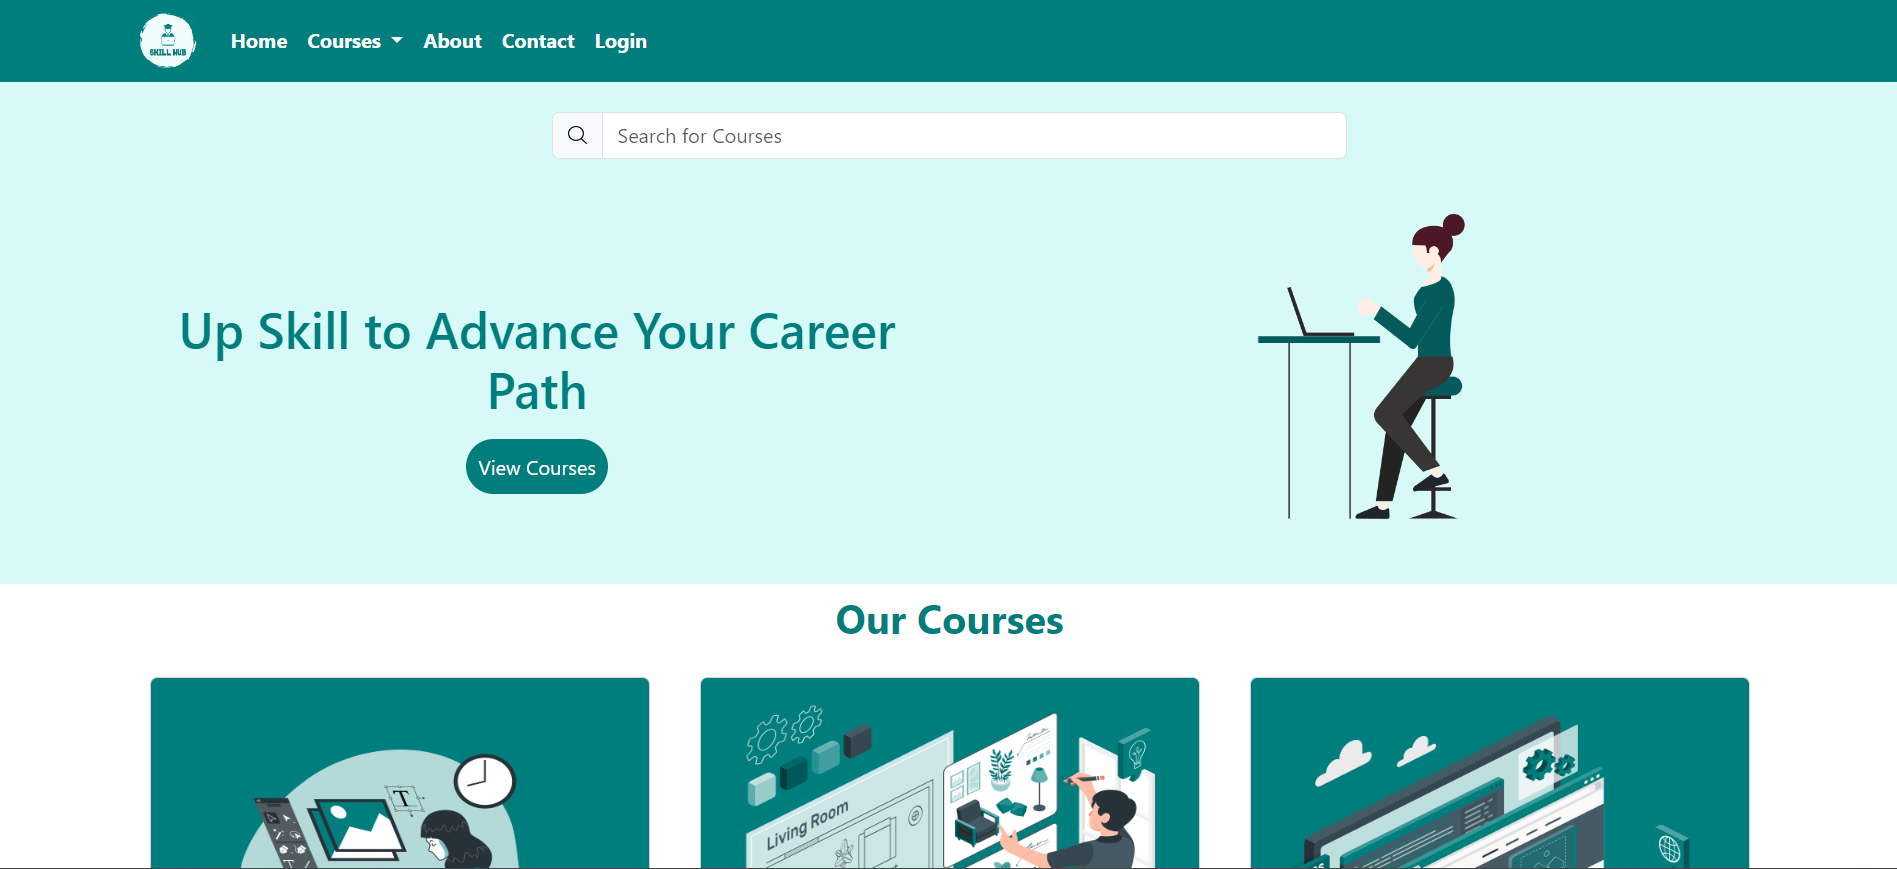 SKILL HUB
Home Courses About Contact Login
Search for Courses
Up Skill to Advance Your Career
Path
View Courses
Our Courses
T
Living Room